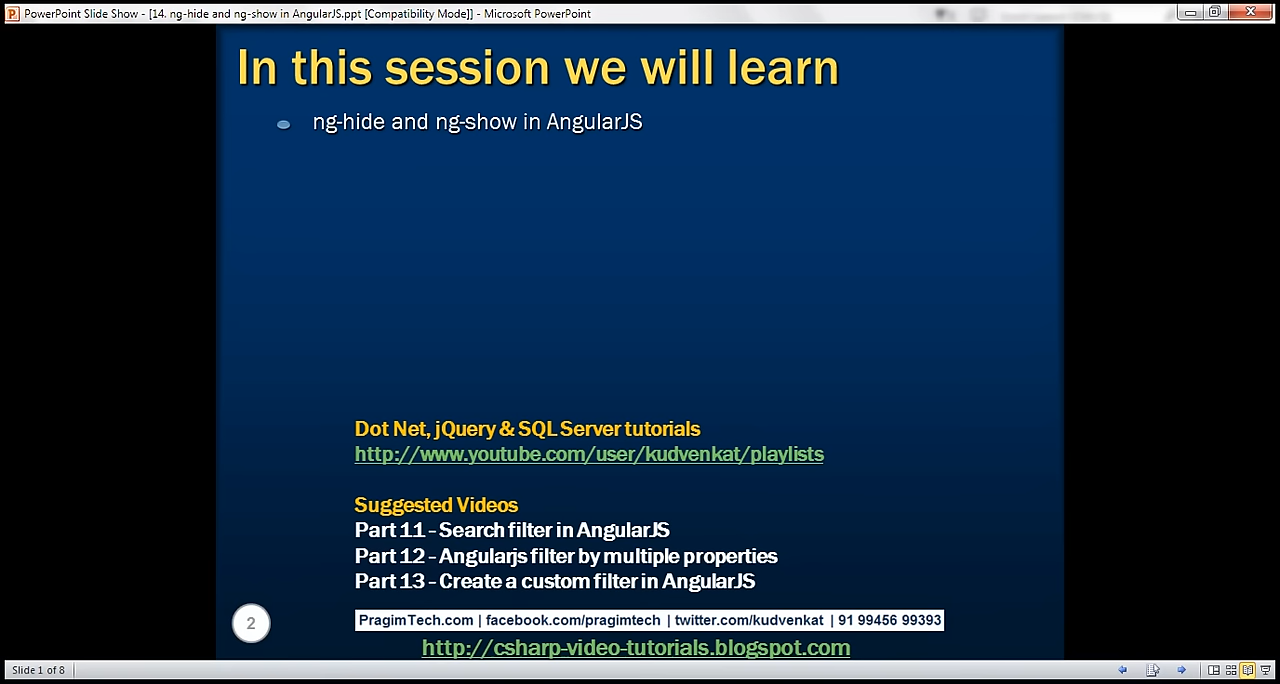 PowerPoint Slide Show - [14. ng-hide and ng-show in AngularJS.ppt [Compatibility Mode]] - Microsoft PowerPoint
In this session we will learn
ng-hide and ng-show in AngularJS
Dot Net, jQuery & SQL Server tutorials
http://www.youtube.com/user/kudvenkat/playlists
Suggested Videos
Part 11 - Search filter in AngularJS
Part 12 - Angularjs filter by multiple properties
Part 13 - Create a custom filter in AngularJS
2
PragimTech.com | facebook.com/pragimtech | twitter.com/kudvenkat | 91 99456 99393
http://csharp-video-tutorials.blogspot.com
Slide 1 of 8